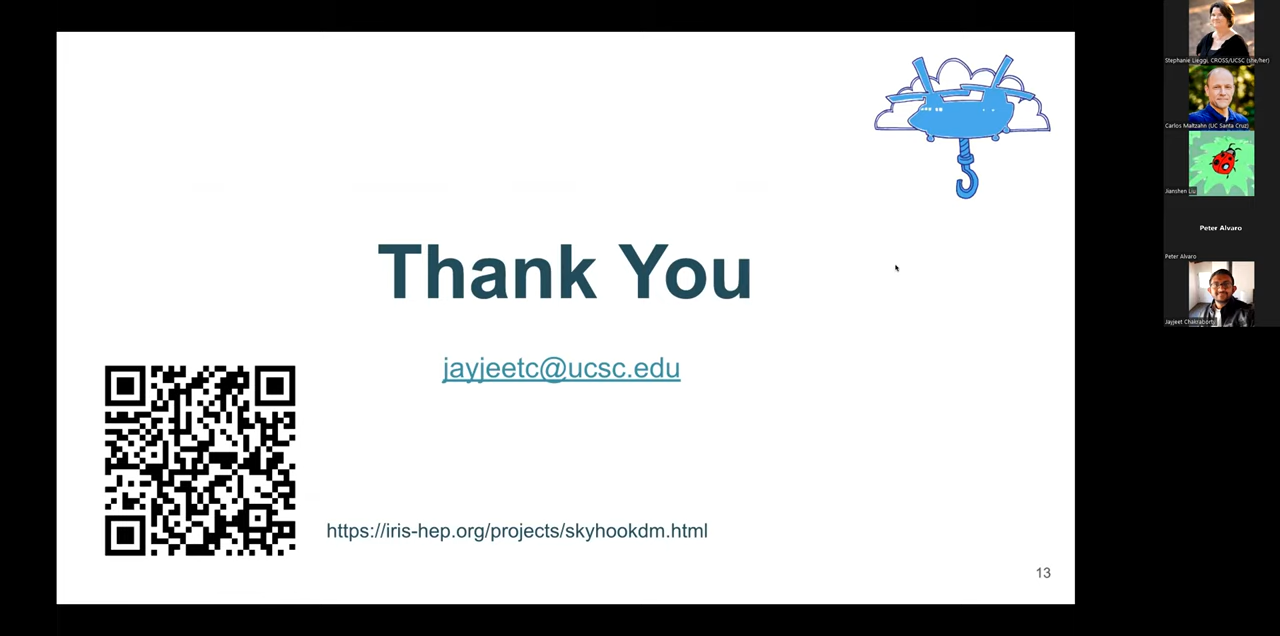 Thank You
jayjeetc@ucsc.edu
https://iris-hep.org/projects/skyhookdm.html
13
Stephanie Lieggi, CROSS/UCSC (she/her)
Carlos Maltzahn (UC Santa Cruz)
Jianshen Liu
Peter Alvaro
Peter Alvaro
Jayjeet Chakraborty